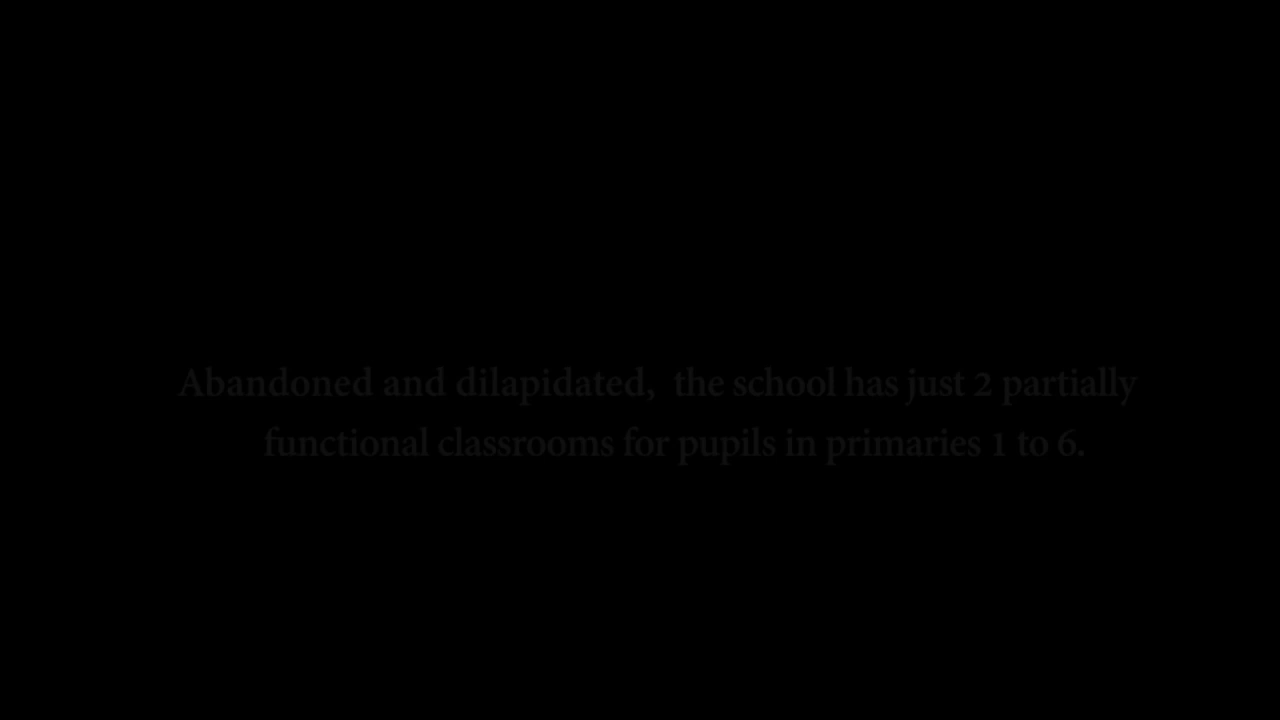 Abandoned and dilapidated,  the school has just 2 partially
functional classrooms for pupils in primaries 1 to 6.